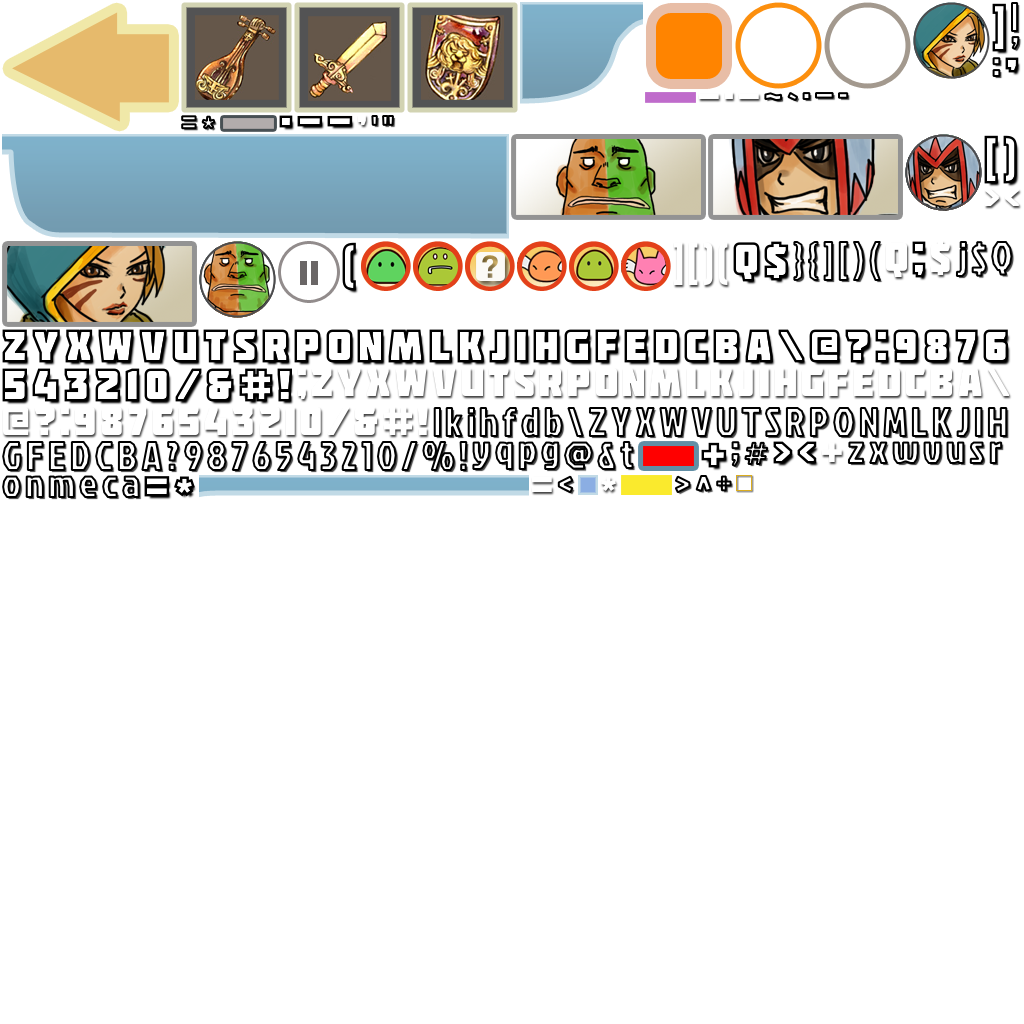 ]!;
:,
=*
[)
><
(?][)(Q$}{][)(Q;$j$Q
ZYXWVUTSRPONMLKJIHGFEDCBA\@?:9876
543210/&#!;ZYXWVUTSRPONMLKJIHGFEDCBA\
@?:9876543210/&#!lkihfdb\ZYXWVUTSRPONMLKJIH
GFEDCBA?9876543210/%!yqpg@&t+;#><+zxwvusr
onmeca=*=<*>^+